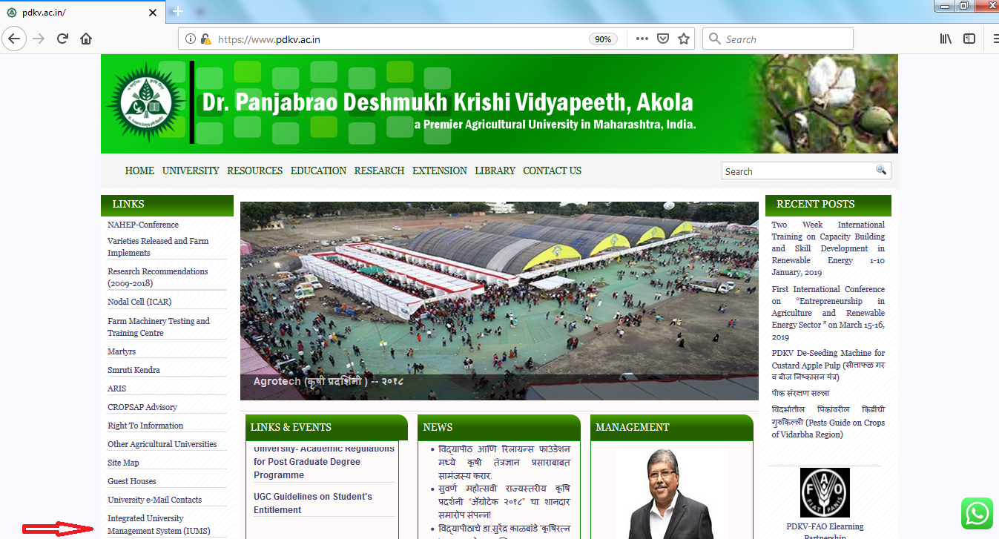 pdkv.ac.in/
https://www.pdkv.ac.in
90%
Search
Dr. Panjabrao Deshmukh Krishi Vidyapeeth, Akola
a Premier Agricultural University in Maharashtra, India.
HOME UNIVERSITY RESOURCES EDUCATION RESEARCH EXTENSION LIBRARY CONTACT US
Search
LINKS
NAHEP-Conference
Varieties Released and Farm
Implements
Research Recommendations
(2009-2018)
Nodal Cell (ICAR)
Farm Machinery Testing and
Training Centre
Martyrs
Smruti Kendra
ARIS
CROPSAP Advisory
Right To Information
Other Agricultural Universities
Site Map
Guest Houses
University e-Mail Contacts
Integrated University
Management System (IUMS)
Agrotech (कृषी प्रदर्शिनी ) -- २०१८
LINKS & EVENTS
University- Academic Regulations
for Post Graduate Degree
Programme
UGC Guidelines on Student's
Entitlement
NEWS
• विद्यापीठ आणि रिलायन्स फाउंडेशन
मध्ये कृषी तंत्रज्ञान प्रसाराबाबत
सामंजस्य करार.
• सुवर्ण महोत्सवी राज्यस्तरीय कृषि
प्रदर्शनी “अ‍ॅग्रोटेक २०१८” चा शानदार
समारोप संपन्न!
• विद्यापीठाचे डा.सुरेंद्र काळबांडे 'कृषिरत्न
MANAGEMENT
RECENT POSTS
Two Week International
Training on Capacity Building
and Skill Development in
Renewable Energy 1-10
January, 2019
First International Conference
on “Entrepreneurship in
Agriculture and Renewable
Energy Sector ” on March 15-16,
2019
PDKV De-Seeding Machine for
Custard Apple Pulp (सीताफळ गर
व बीज निष्कासन यंत्र)
पीक संरक्षण सल्ला
विदर्भातील पिकांवरील किडींची
गुरुकिल्ली (Pests Guide on Crops
of Vidarbha Region)
FAO
FIAT PANIS
PDKV-FAO Elearning
Partnership